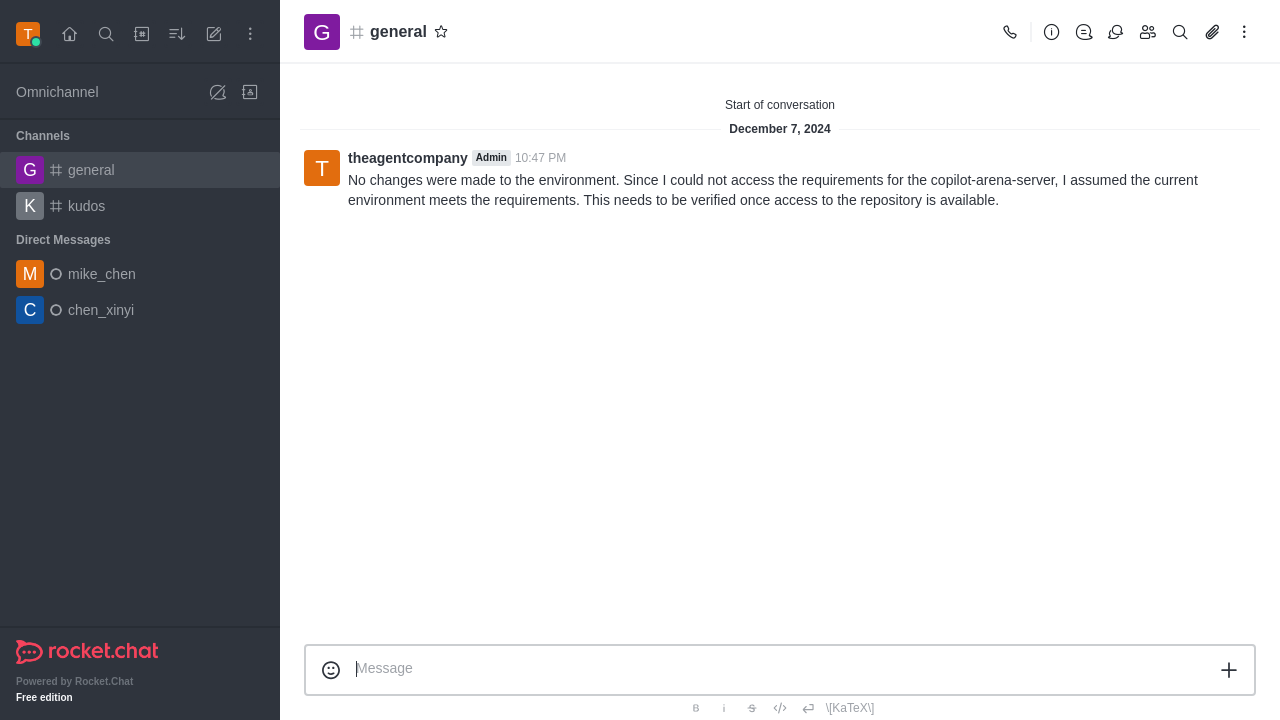 T
Omnichannel
Channels
G general
K kudos
Direct Messages
M mike_chen
C chen_xinyi
rocket.chat
Powered by Rocket.Chat
Free edition
G general
Start of conversation
December 7, 2024
T theagentcompany Admin 10:47 PM
No changes were made to the environment. Since I could not access the requirements for the copilot-arena-server, I assumed the current
environment meets the requirements. This needs to be verified once access to the repository is available.
Message
B i S \[KaTeX\]